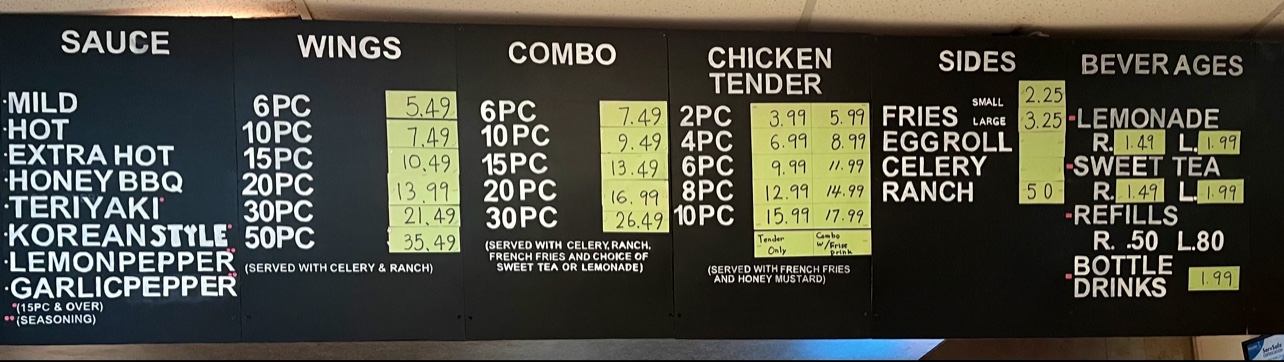 SAUCE
·MILD
·HOT
·EXTRA HOT
·HONEY BBQ
·TERIYAKI*
·KOREAN STYLE*
·LEMONPEPPER**
·GARLICPEPPER**
*(15PC & OVER)
**(SEASONING)
WINGS
6PC 5.49
10PC 7.49
15PC 10.49
20PC 13.99
30PC 21.49
50PC 35.49
(SERVED WITH CELERY & RANCH)
COMBO
6PC 7.49
10PC 9.49
15PC 13.49
20PC 16.99
30PC 26.49
(SERVED WITH CELERY, RANCH,
FRENCH FRIES AND CHOICE OF
SWEET TEA OR LEMONADE)
CHICKEN
TENDER
2PC 3.99 5.99
4PC 6.99 8.99
6PC 9.99 11.99
8PC 12.99 14.99
10PC 15.99 17.99
Tender Combo
Only W/Frise
Drink
(SERVED WITH FRENCH FRIES
AND HONEY MUSTARD)
SIDES
FRIES SMALL 2.25
LARGE 3.25
EGGROLL
CELERY
RANCH 50
BEVERAGES
-LEMONADE
R. 1.49 L. 1.99
-SWEET TEA
R. 1.49 L. 1.99
-REFILLS
R. .50 L.80
-BOTTLE
DRINKS 1.99